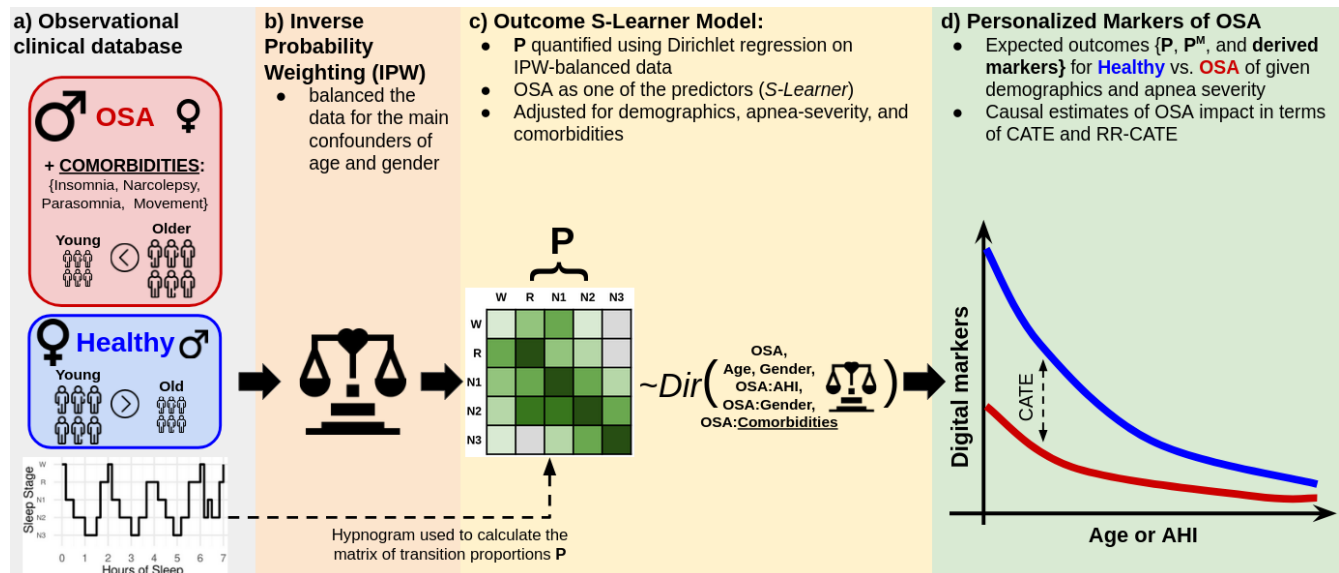 a) Observational
clinical database
OSA
+ COMORBIDITIES:
{Insomnia, Narcolepsy,
Parasomnia, Movement}
Young
<
Older
Healthy
Young
>
Old
Sleep Stage
W
R
N1
N2
N3
0 1 2 3 4 5 6 7
Hours of Sleep
b) Inverse
Probability
Weighting (IPW)
● balanced the
data for the main
confounders of
age and gender
c) Outcome S-Learner Model:
● P quantified using Dirichlet regression on
IPW-balanced data
● OSA as one of the predictors (S-Learner)
● Adjusted for demographics, apnea-severity, and
comorbidities
P
W R N1 N2 N3
W
R
N1
N2
N3
~Dir(
OSA,
Age, Gender,
OSA:AHI,
OSA:Gender,
OSA:Comorbidities
)
Hypnogram used to calculate the
matrix of transition proportions P
d) Personalized Markers of OSA
● Expected outcomes {P, Pᴹ, and derived
markers} for Healthy vs. OSA of given
demographics and apnea severity
● Causal estimates of OSA impact in terms
of CATE and RR-CATE
Digital markers
CATE
Age or AHI